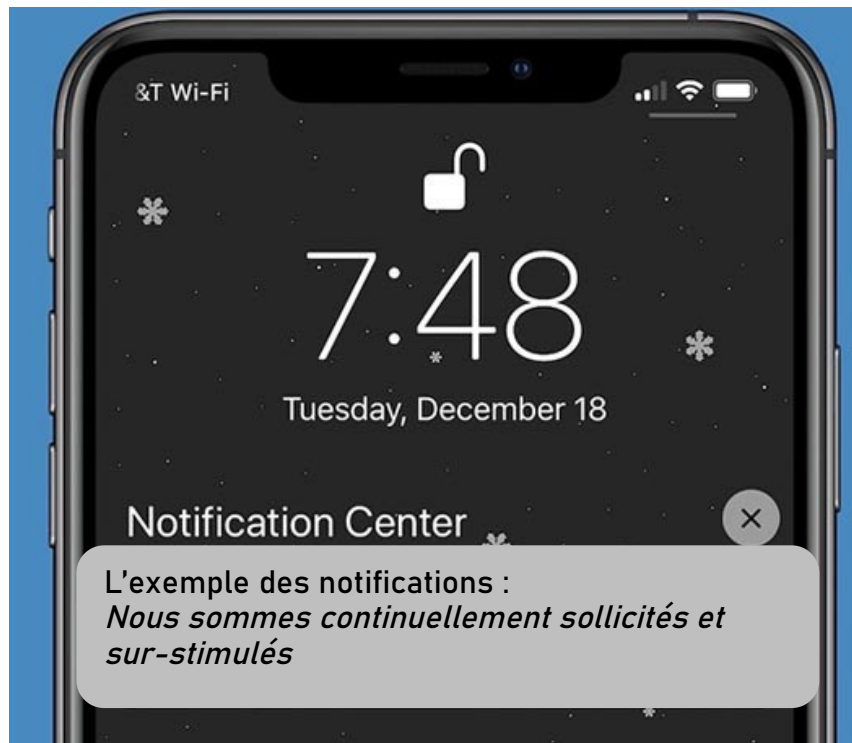 &T Wi-Fi
7:48
Tuesday, December 18
Notification Center
L'exemple des notifications :
Nous sommes continuellement sollicités et
sur-stimulés